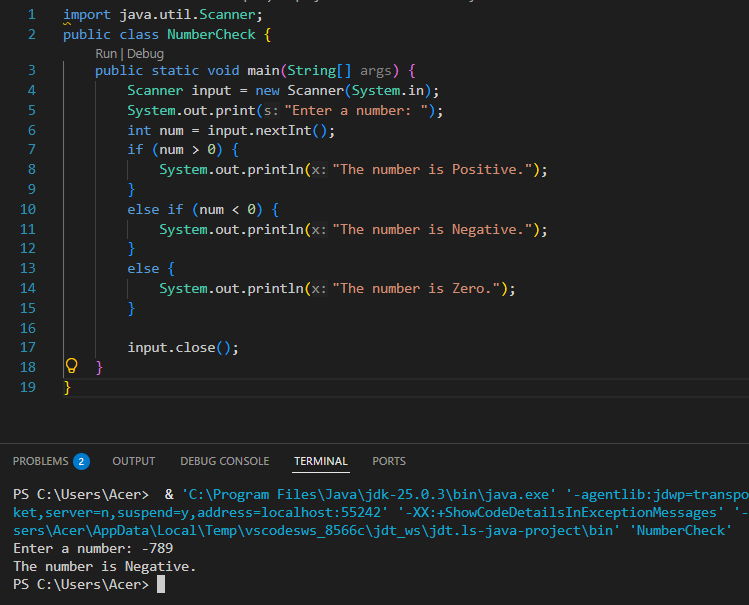 1 import java.util.Scanner;
2 public class NumberCheck {
Run | Debug
3 public static void main(String[] args) {
4 Scanner input = new Scanner(System.in);
5 System.out.print(s: "Enter a number: ");
6 int num = input.nextInt();
7 if (num > 0) {
8 System.out.println(x: "The number is Positive.");
9 }
10 else if (num < 0) {
11 System.out.println(x: "The number is Negative.");
12 }
13 else {
14 System.out.println(x: "The number is Zero.");
15 }
16
17 input.close();
18 }
19 }
PROBLEMS 2 OUTPUT DEBUG CONSOLE TERMINAL PORTS
PS C:\Users\Acer>  & 'C:\Program Files\Java\jdk-25.0.3\bin\java.exe' '-agentlib:jdwp=transpo
ket,server=n,suspend=y,address=localhost:55242' '-XX:+ShowCodeDetailsInExceptionMessages' '-
sers\Acer\AppData\Local\Temp\vscodesws_8566c\jdt_ws\jdt.ls-java-project\bin' 'NumberCheck'
Enter a number: -789
The number is Negative.
PS C:\Users\Acer>